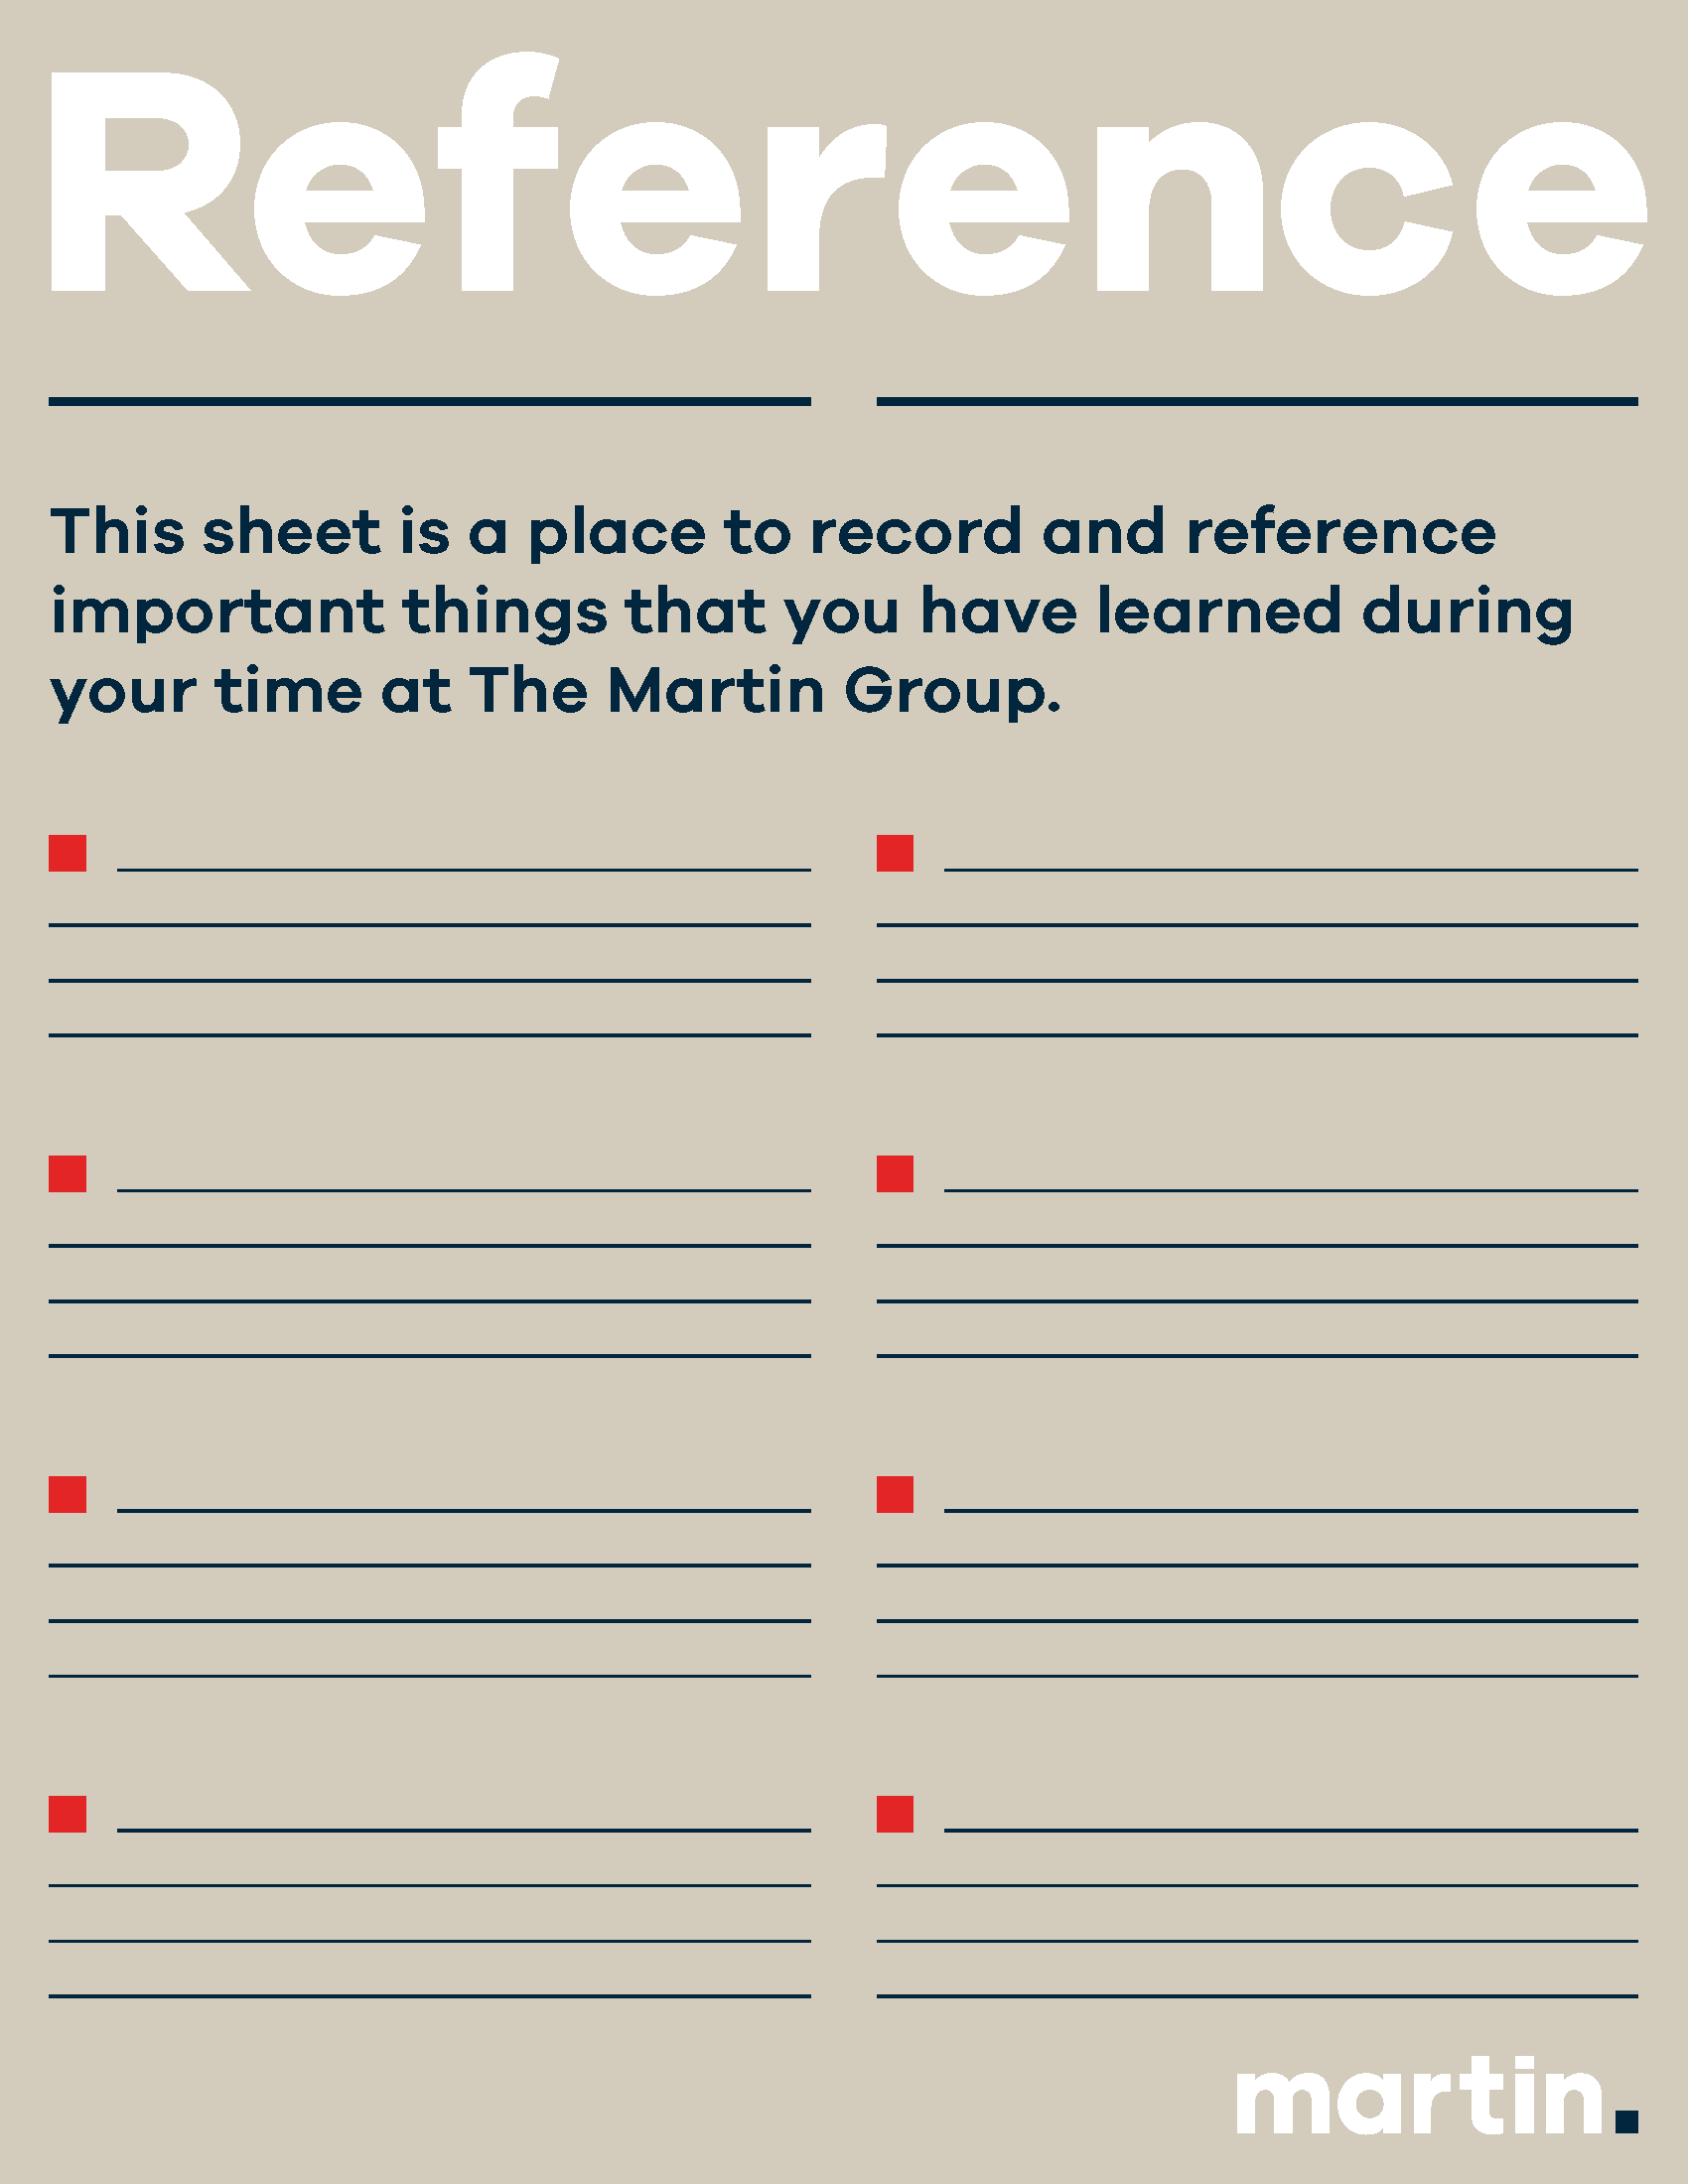 Reference
This sheet is a place to record and reference
important things that you have learned during
your time at The Martin Group.
martin.